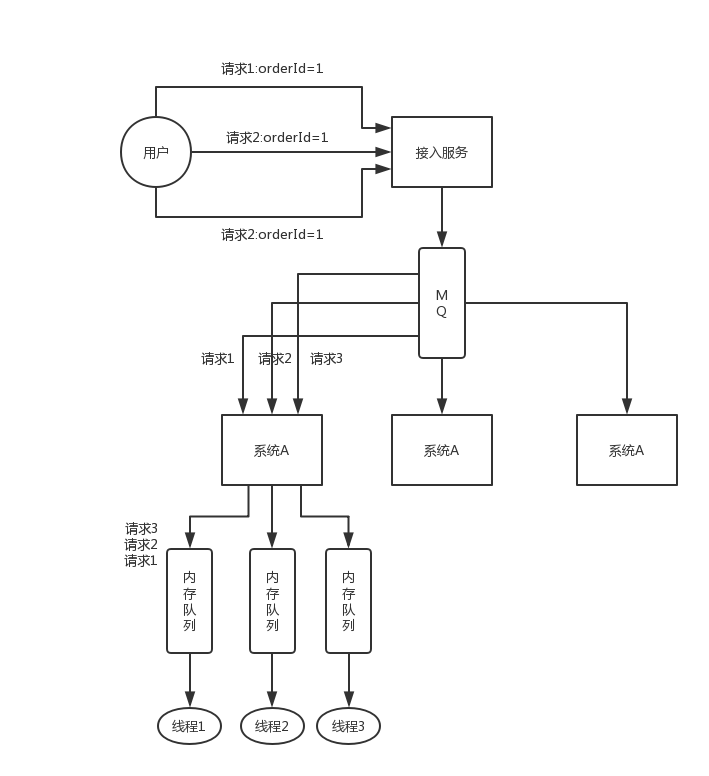 请求1:orderId=1
用户
请求2:orderId=1
接入服务
请求2:orderId=1
M
Q
请求1
请求2
请求3
系统A
系统A
系统A
请求3
请求2
请求1
内
存
队
列
内
存
队
列
内
存
队
列
线程1
线程2
线程3